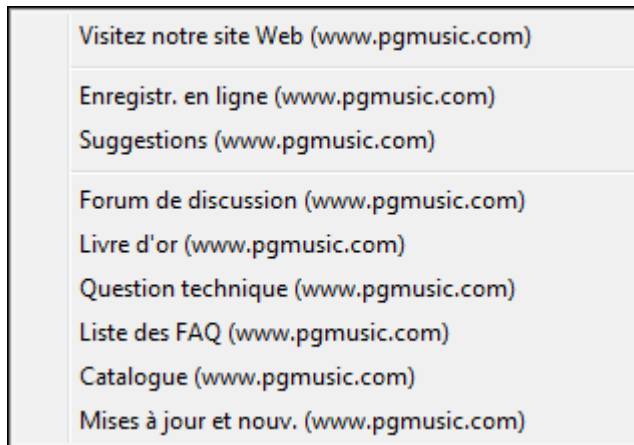 Visitez notre site Web (www.pgmusic.com)
Enregistr. en ligne (www.pgmusic.com)
Suggestions (www.pgmusic.com)
Forum de discussion (www.pgmusic.com)
Livre d'or (www.pgmusic.com)
Question technique (www.pgmusic.com)
Liste des FAQ (www.pgmusic.com)
Catalogue (www.pgmusic.com)
Mises à jour et nouv. (www.pgmusic.com)